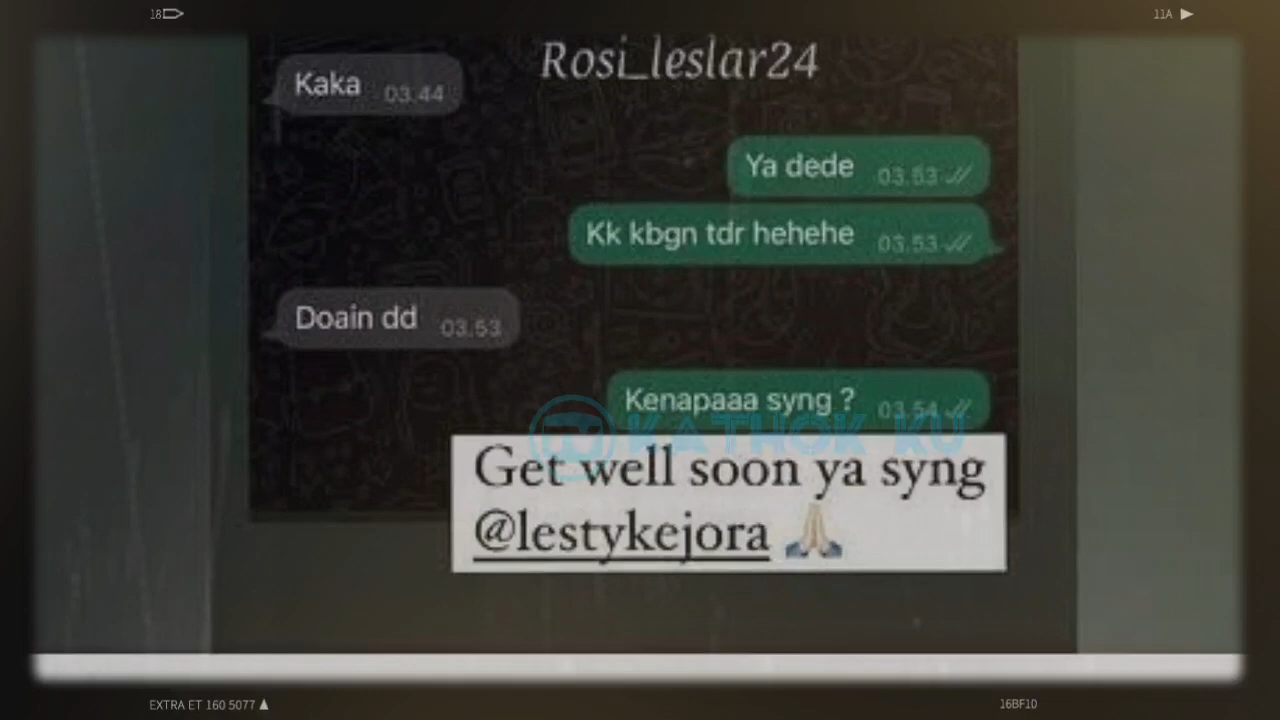 18
11A
Rosi_leslar24
Kaka 03.44
Ya dede 03.53
Kk kbgn tdr hehehe 03.53
Doain dd 03.53
Kenapaaa syng ? 03.54
KATHOK KU
Get well soon ya syng
@lestykejora 🙏🏻
EXTRA ET 160 5077
16BF10